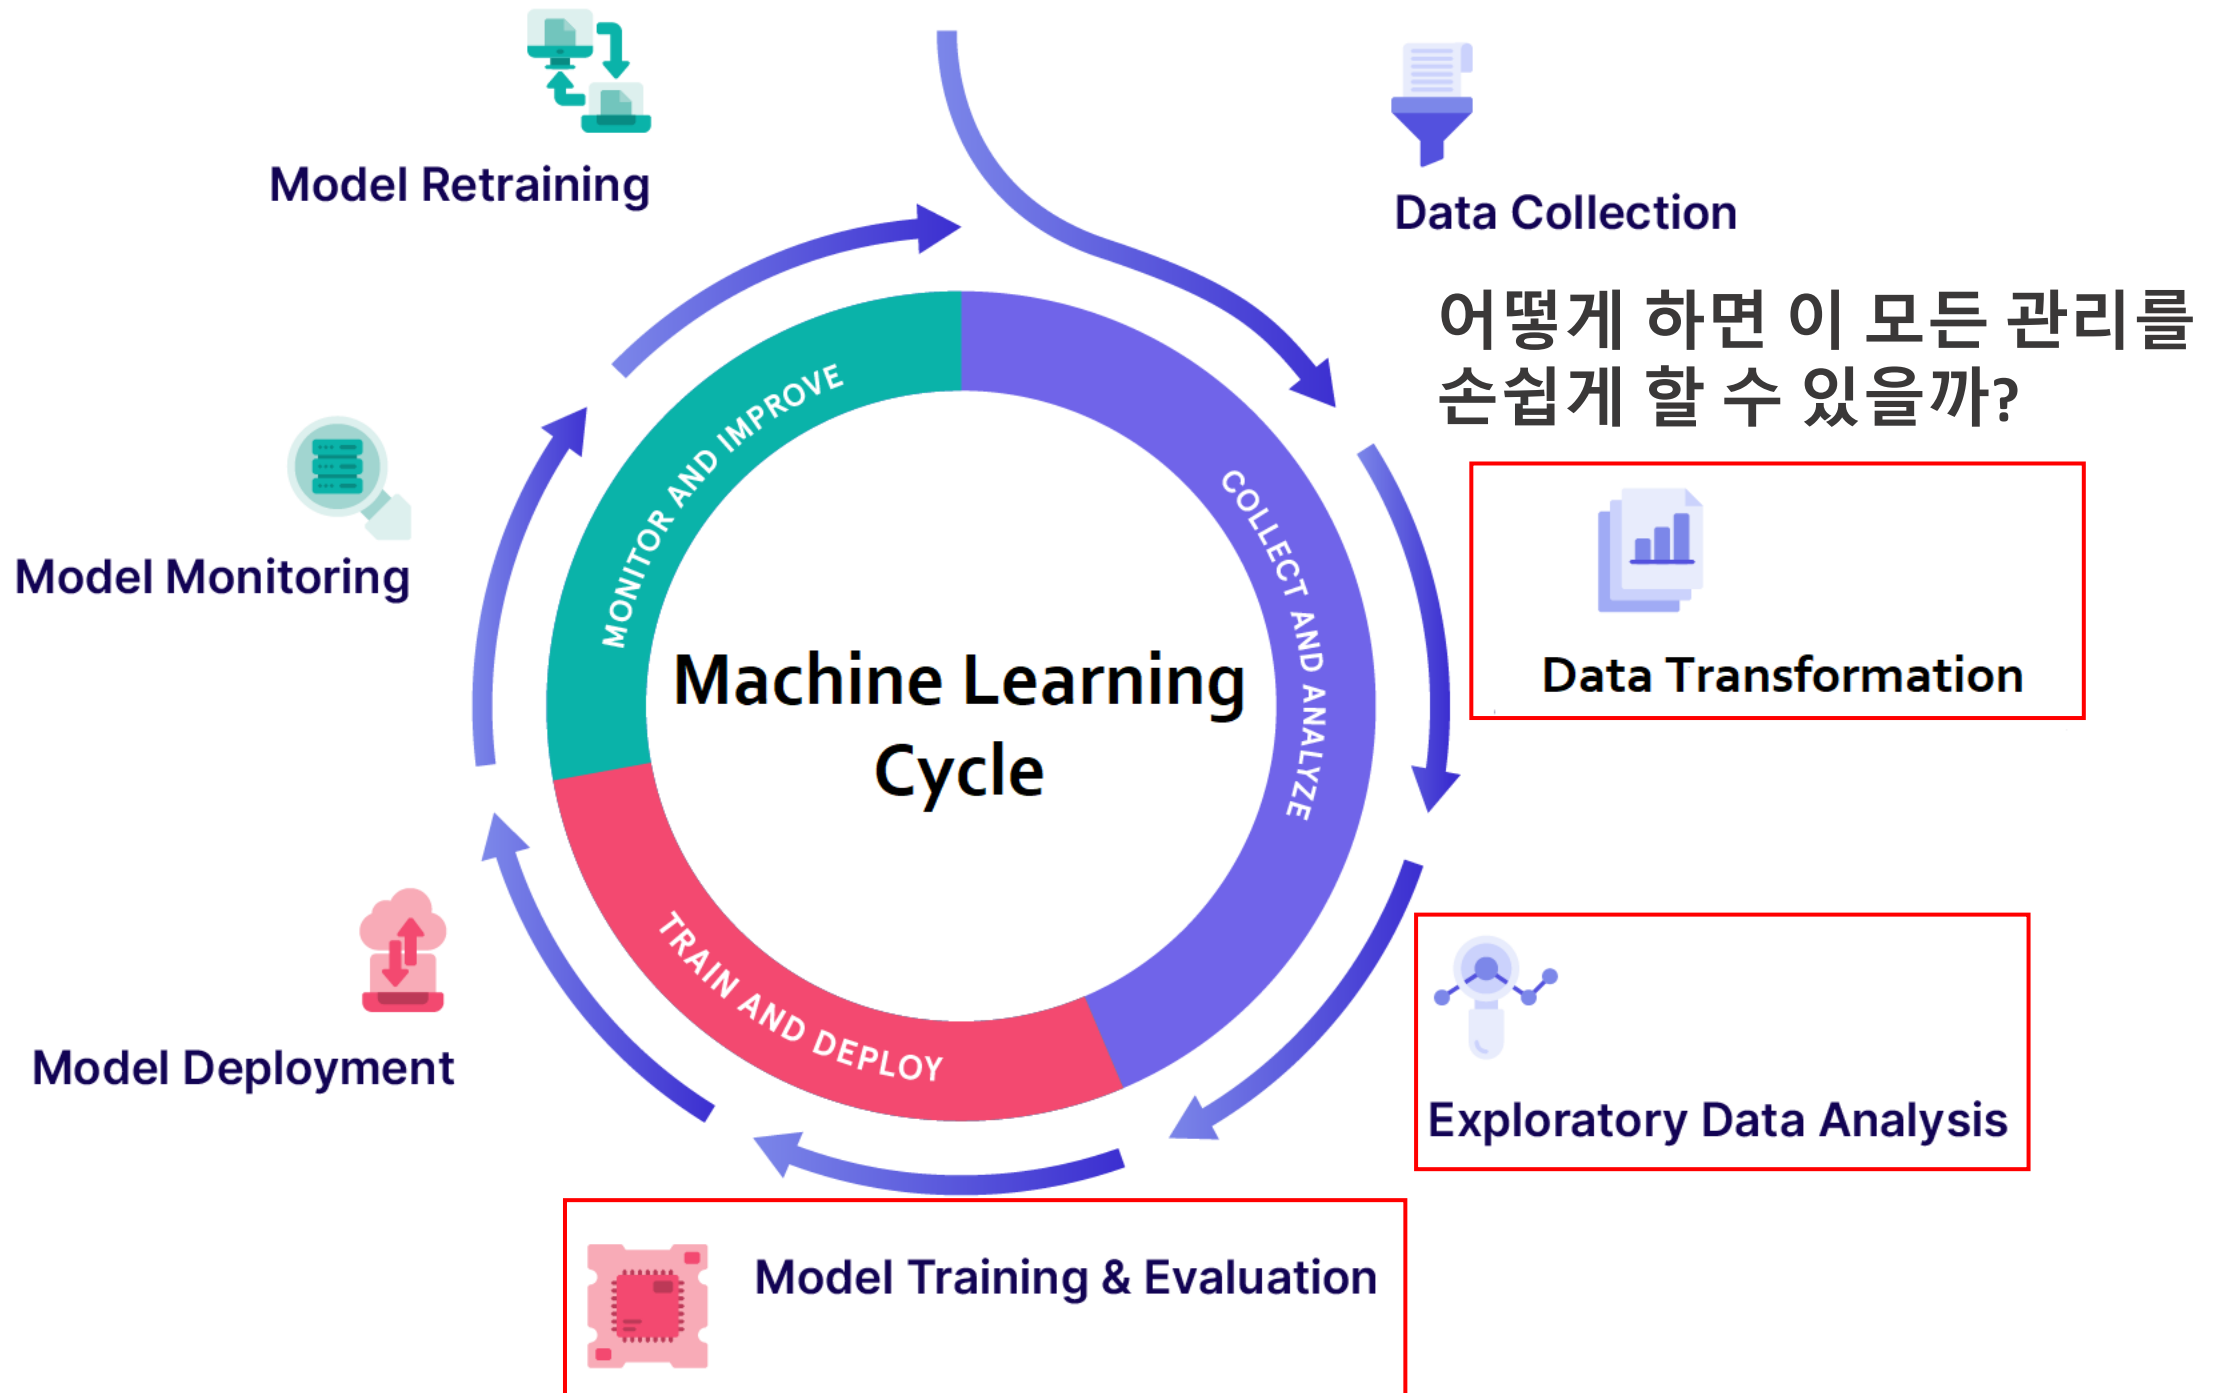 Model Retraining
Data Collection
어떻게 하면 이 모든 관리를
손쉽게 할 수 있을까?
MONITOR AND IMPROVE
COLLECT AND ANALYZE
Model Monitoring
Machine Learning
Cycle
Data Transformation
TRAIN AND DEPLOY
Model Deployment
Exploratory Data Analysis
Model Training & Evaluation